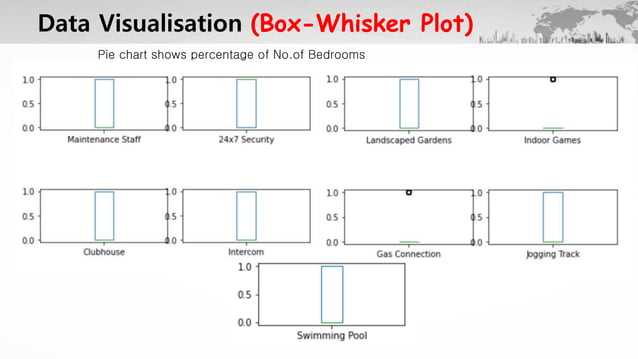 Data Visualisation (Box-Whisker Plot)
Pie chart shows percentage of No.of Bedrooms
1.0 1.0 1.0 1.0
0.5 0.5 0.5 0.5
0.0 0.0 0.0 0.0
Maintenance Staff 24x7 Security Landscaped Gardens Indoor Games
1.0 1.0 1.0 1.0
0.5 0.5 0.5 0.5
0.0 0.0 0.0 0.0
Clubhouse Intercom Gas Connection Jogging Track
1.0
0.5
0.0
Swimming Pool